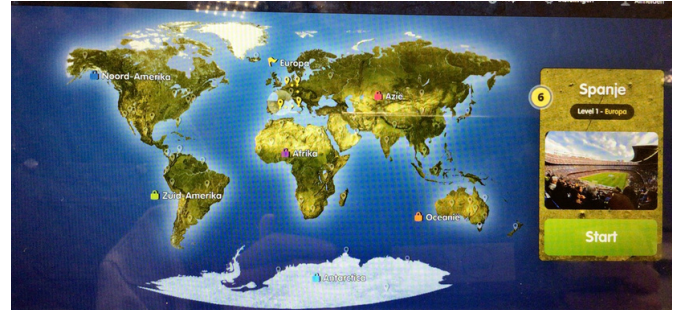 Europa
Noord-Amerika
Azië
Afrika
Zuid-Amerika
Oceanië
Antarctica
6
Spanje
Level 1 - Europa
Start